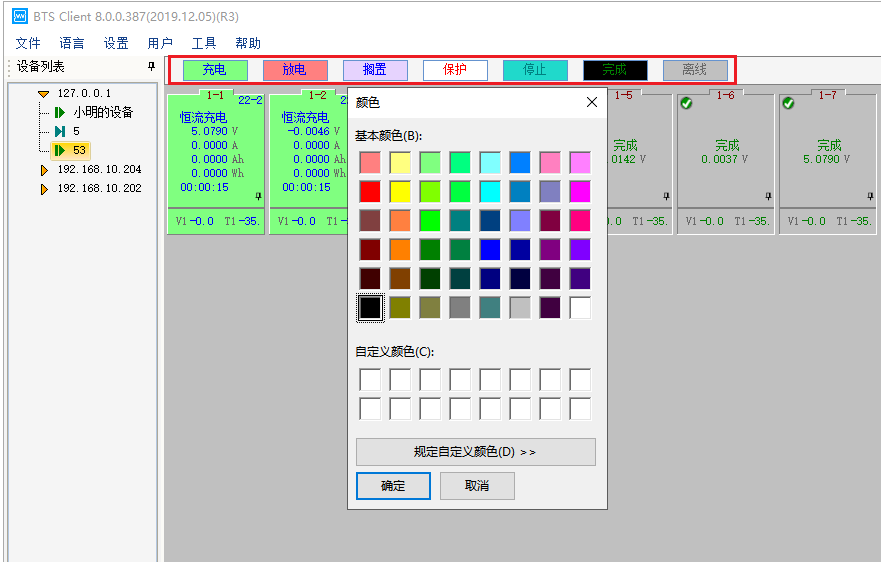 BTS Client 8.0.0.387(2019.12.05)(R3)
文件 语言 设置 用户 工具 帮助
设备列表
充电 放电 搁置 保护 停止 完成 离线
127.0.0.1
小明的设备
5
53
192.168.10.204
192.168.10.202
1-1 22-2
恒流充电
5.0790 V
0.0000 A
0.0000 Ah
0.0000 Wh
00:00:15
V1-0.0 T1-35.
1-2 22
恒流充电
-0.0046 V
0.0000 A
0.0000 Ah
0.0000 Wh
00:00:15
V1-0.0 T1
颜色
基本颜色(B):
自定义颜色(C):
规定自定义颜色(D) >>
确定 取消
1-5
完成
.0142 V
.0 T1-35.
1-6
完成
0.0037 V
V1-0.0 T1-35.
1-7
完成
5.0790 V
V1-0.0 T1-35.